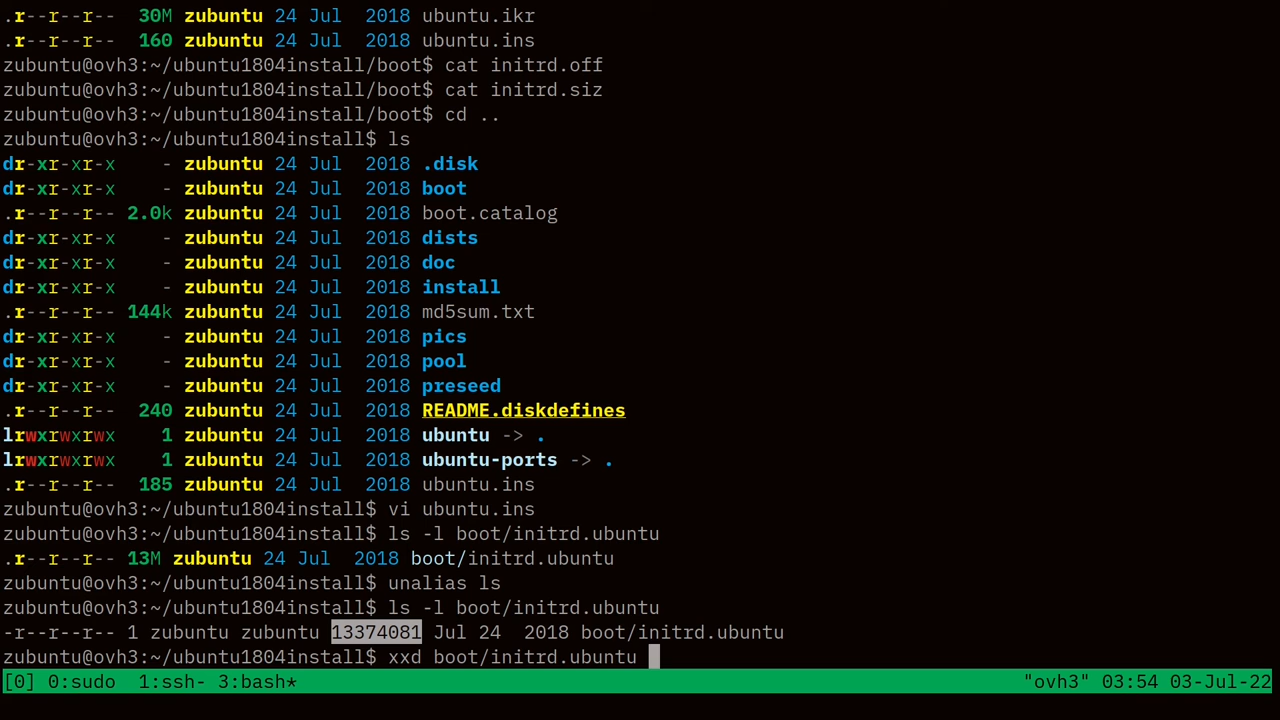 .r--r--r-- 30M zubuntu 24 Jul 2018 ubuntu.ikr
.r--r--r-- 160 zubuntu 24 Jul 2018 ubuntu.ins
zubuntu@ovh3:~/ubuntu1804install/boot$ cat initrd.off
zubuntu@ovh3:~/ubuntu1804install/boot$ cat initrd.siz
zubuntu@ovh3:~/ubuntu1804install/boot$ cd ..
zubuntu@ovh3:~/ubuntu1804install$ ls
dr-xr-xr-x - zubuntu 24 Jul 2018 .disk
dr-xr-xr-x - zubuntu 24 Jul 2018 boot
.r--r--r-- 2.0k zubuntu 24 Jul 2018 boot.catalog
dr-xr-xr-x - zubuntu 24 Jul 2018 dists
dr-xr-xr-x - zubuntu 24 Jul 2018 doc
dr-xr-xr-x - zubuntu 24 Jul 2018 install
.r--r--r-- 144k zubuntu 24 Jul 2018 md5sum.txt
dr-xr-xr-x - zubuntu 24 Jul 2018 pics
dr-xr-xr-x - zubuntu 24 Jul 2018 pool
dr-xr-xr-x - zubuntu 24 Jul 2018 preseed
.r--r--r-- 240 zubuntu 24 Jul 2018 README.diskdefines
lrwxrwxrwx 1 zubuntu 24 Jul 2018 ubuntu -> .
lrwxrwxrwx 1 zubuntu 24 Jul 2018 ubuntu-ports -> .
.r--r--r-- 185 zubuntu 24 Jul 2018 ubuntu.ins
zubuntu@ovh3:~/ubuntu1804install$ vi ubuntu.ins
zubuntu@ovh3:~/ubuntu1804install$ ls -l boot/initrd.ubuntu
.r--r--r-- 13M zubuntu 24 Jul 2018 boot/initrd.ubuntu
zubuntu@ovh3:~/ubuntu1804install$ unalias ls
zubuntu@ovh3:~/ubuntu1804install$ ls -l boot/initrd.ubuntu
-r--r--r-- 1 zubuntu zubuntu 13374081 Jul 24 2018 boot/initrd.ubuntu
zubuntu@ovh3:~/ubuntu1804install$ xxd boot/initrd.ubuntu
[0] 0:sudo 1:ssh- 3:bash* "ovh3" 03:54 03-Jul-22